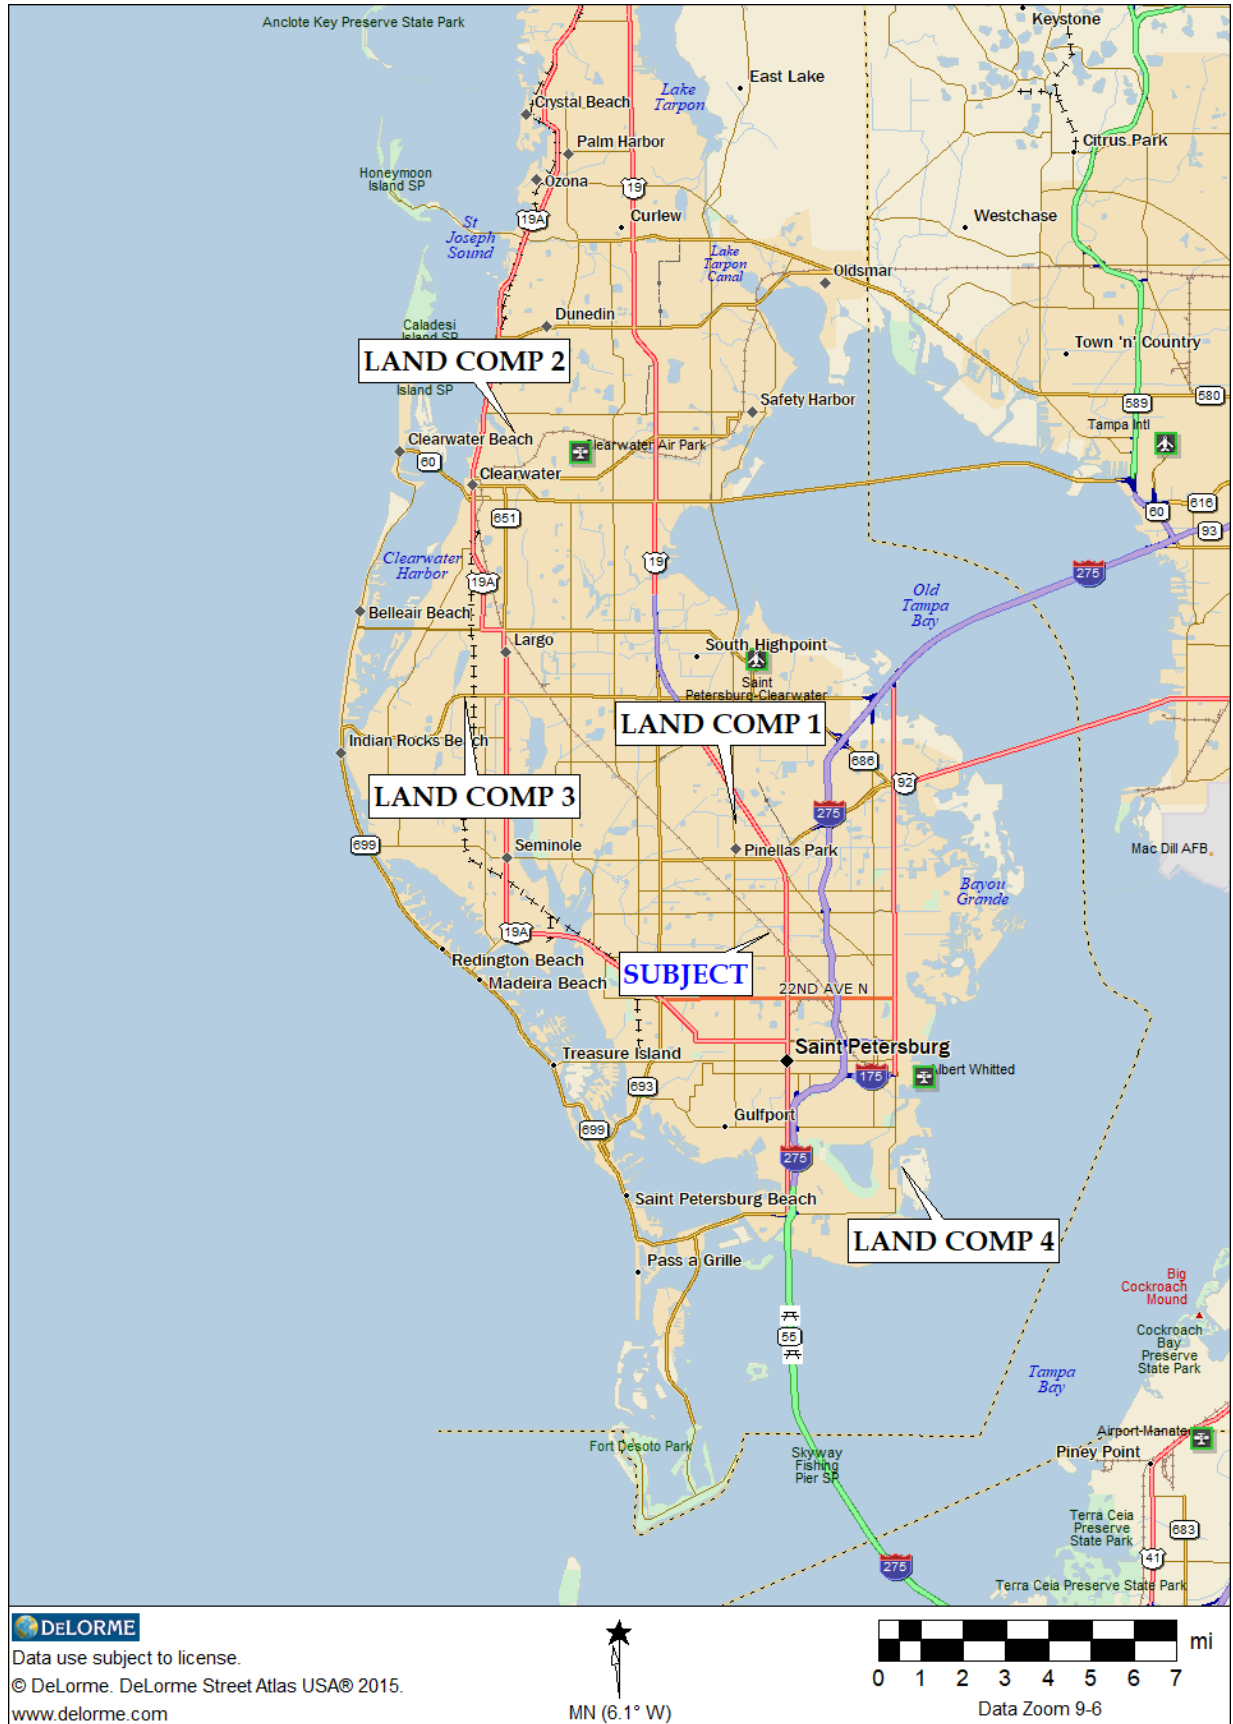 Anclote Key Preserve State Park
Keystone
East Lake
Lake
Tarpon
Crystal Beach
Palm Harbor
Citrus Park
Honeymoon
Island SP
Ozona
19
19A
Curlew
Westchase
St
Joseph
Sound
Lake
Tarpon
Canal
Oldsmar
Dunedin
Caladesi
Island SP
LAND COMP 2
Island SP
Town 'n' Country
589
580
Safety Harbor
Tampa Intl
Clearwater Beach
Clearwater Air Park
60
Clearwater
651
616
60
93
Clearwater
Harbor
19
19A
275
Old
Tampa
Bay
Belleair Beach
Largo
South Highpoint
Saint
Petersburg-Clearwater
LAND COMP 1
Indian Rocks Beach
686
92
LAND COMP 3
275
699
Seminole
Pinellas Park
Mac Dill AFB
Bayou
Grande
19A
Redington Beach
SUBJECT
Madeira Beach
22ND AVE N
Saint Petersburg
Treasure Island
175
Albert Whitted
693
Gulfport
699
275
Saint Petersburg Beach
LAND COMP 4
Pass a Grille
Big
Cockroach
Mound
55
Cockroach
Bay
Preserve
State Park
Tampa
Bay
Airport-Manate
Fort Desoto Park
Skyway
Fishing
Pier SP
Piney Point
Terra Ceia
Preserve
State Park
683
41
275
Terra Ceia Preserve State Park
DELORME
Data use subject to license.
© DeLorme. DeLorme Street Atlas USA® 2015.
www.delorme.com
MN (6.1° W)
mi
0 1 2 3 4 5 6 7
Data Zoom 9-6